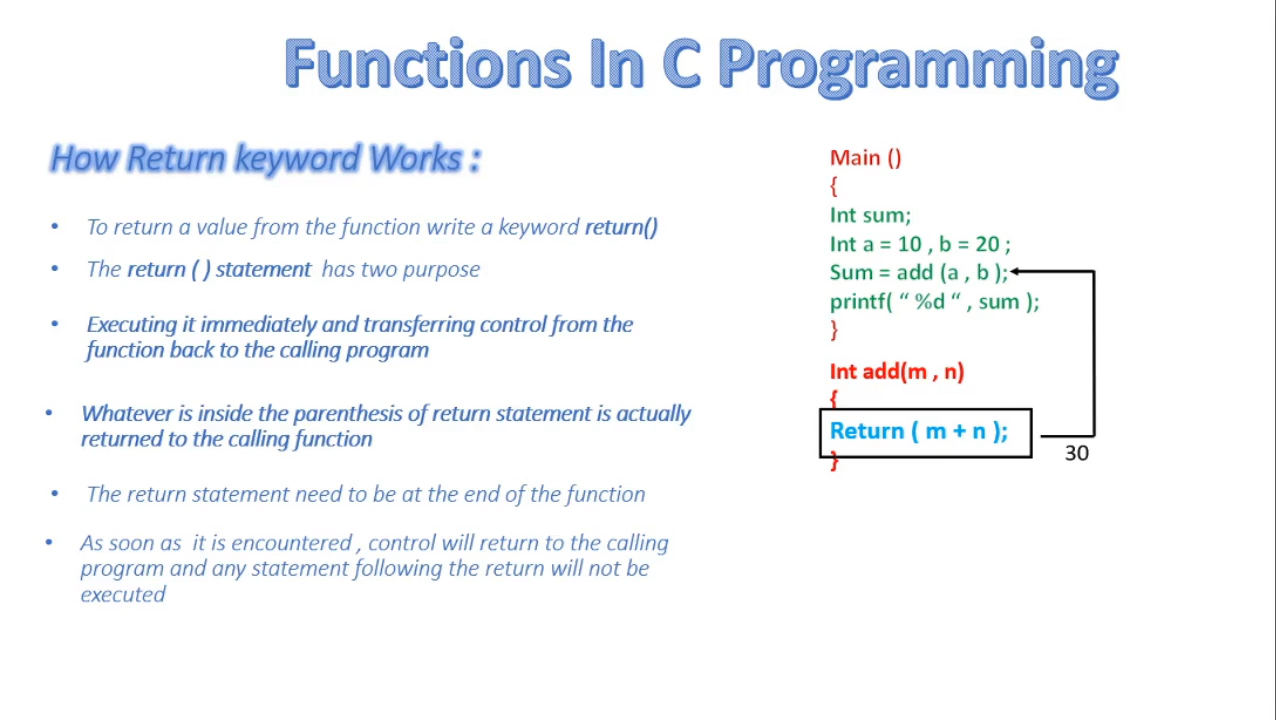 Functions In C Programming
How Return keyword Works :
• To return a value from the function write a keyword return()
• The return ( ) statement has two purpose
• Executing it immediately and transferring control from the
function back to the calling program
• Whatever is inside the parenthesis of return statement is actually
returned to the calling function
• The return statement need to be at the end of the function
• As soon as it is encountered , control will return to the calling
program and any statement following the return will not be
executed
Main ()
{
Int sum;
Int a = 10 , b = 20 ;
Sum = add (a , b );
printf( “ %d “ , sum );
}
Int add(m , n)
{
Return ( m + n );
}
30